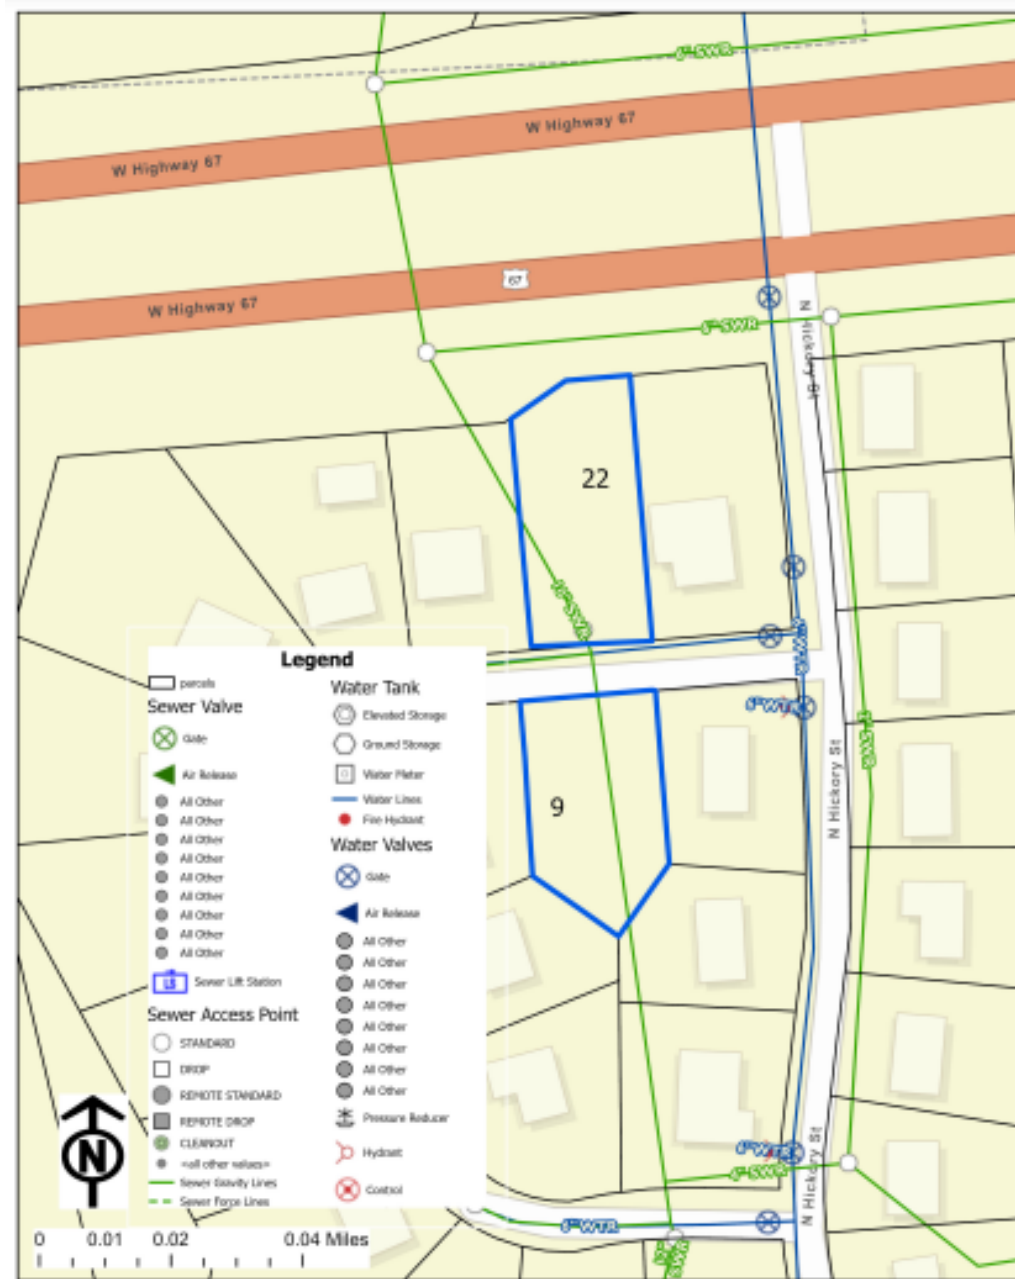 6" SWR
W Highway 67
W Highway 67
67
W Highway 67
6" SWR
N Hickory St
22
SWR
6" WTR
9
SWR
N Hickory St
Legend
parcels
Sewer Valve
Gate
Air Release
All Other
All Other
All Other
All Other
All Other
All Other
All Other
All Other
All Other
LS
Sewer Lift Station
Sewer Access Point
STANDARD
DROP
REMOTE STANDARD
REMOTE DROP
CLEANOUT
<all other values>
Sewer Gravity Lines
Sewer Force Lines
Water Tank
Elevated Storage
Ground Storage
Water Meter
Water Lines
Fire Hydrant
Water Valves
Gate
Air Release
All Other
All Other
All Other
All Other
All Other
All Other
All Other
All Other
Pressure Reducer
Hydrant
Control
6" WTR
6" SWR
N Hickory St
6" WTR
SWR
N
0 0.01 0.02 0.04 Miles